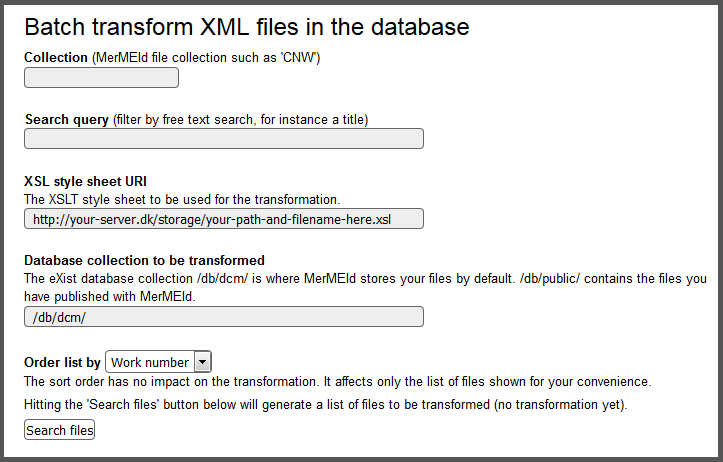 Batch transform XML files in the database
Collection (MerMEId file collection such as 'CNW')
Search query (filter by free text search, for instance a title)
XSL style sheet URI
The XSLT style sheet to be used for the transformation.
http://your-server.dk/storage/your-path-and-filename-here.xsl
Database collection to be transformed
The eXist database collection /db/dcm/ is where MerMEId stores your files by default. /db/public/ contains the files you
have published with MerMEId.
/db/dcm/
Order list by Work number
The sort order has no impact on the transformation. It affects only the list of files shown for your convenience.
Hitting the 'Search files' button below will generate a list of files to be transformed (no transformation yet).
Search files